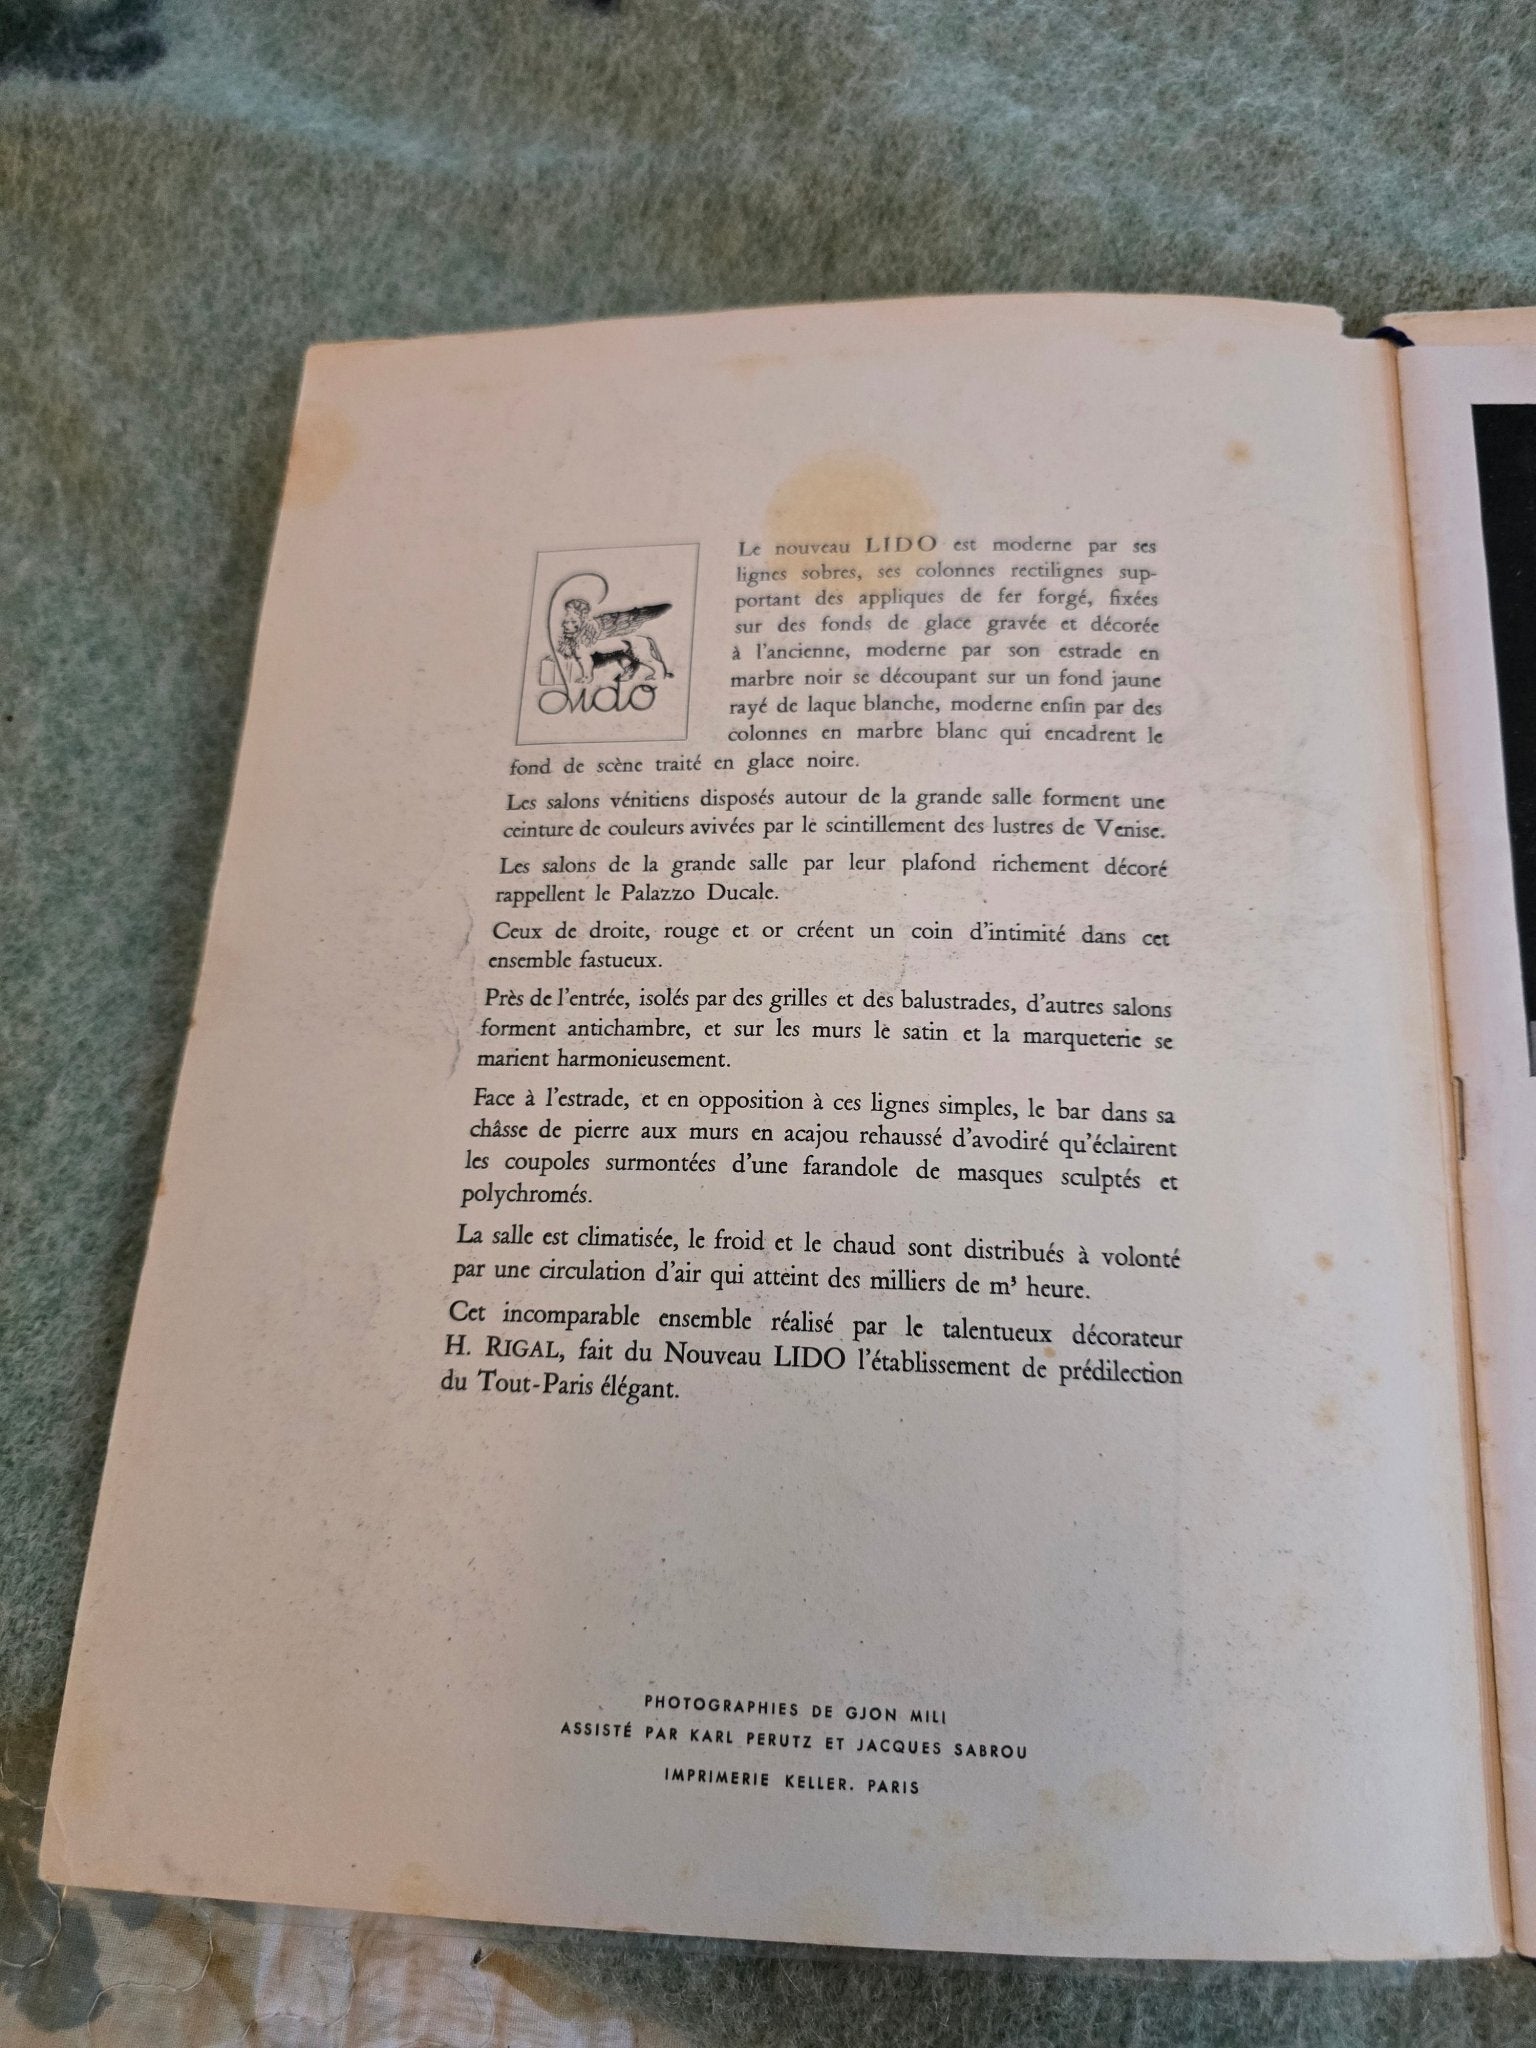 Lido
Le nouveau LIDO est moderne par ses
lignes sobres, ses colonnes rectilignes sup-
portant des appliques de fer forgé, fixées
sur des fonds de glace gravée et décorée
à l'ancienne, moderne par son estrade en
marbre noir se découpant sur un fond jaune
rayé de laque blanche, moderne enfin par des
colonnes en marbre blanc qui encadrent le
fond de scène traité en glace noire.
Les salons vénitiens disposés autour de la grande salle forment une
ceinture de couleurs avivées par le scintillement des lustres de Venise.
Les salons de la grande salle par leur plafond richement décoré
rappellent le Palazzo Ducale.
Ceux de droite, rouge et or créent un coin d'intimité dans cet
ensemble fastueux.
Près de l'entrée, isolés par des grilles et des balustrades, d'autres salons
forment antichambre, et sur les murs le satin et la marqueterie se
marient harmonieusement.
Face à l'estrade, et en opposition à ces lignes simples, le bar dans sa
châsse de pierre aux murs en acajou rehaussé d'avodiré qu'éclairent
les coupoles surmontées d'une farandole de masques sculptés et
polychromés.
La salle est climatisée, le froid et le chaud sont distribués à volonté
par une circulation d'air qui atteint des milliers de m³ heure.
Cet incomparable ensemble réalisé par le talentueux décorateur
H. RIGAL, fait du Nouveau LIDO l'établissement de prédilection
du Tout-Paris élégant.
PHOTOGRAPHIES DE GJON MILI
ASSISTÉ PAR KARL PERUTZ ET JACQUES SABROU
IMPRIMERIE KELLER. PARIS